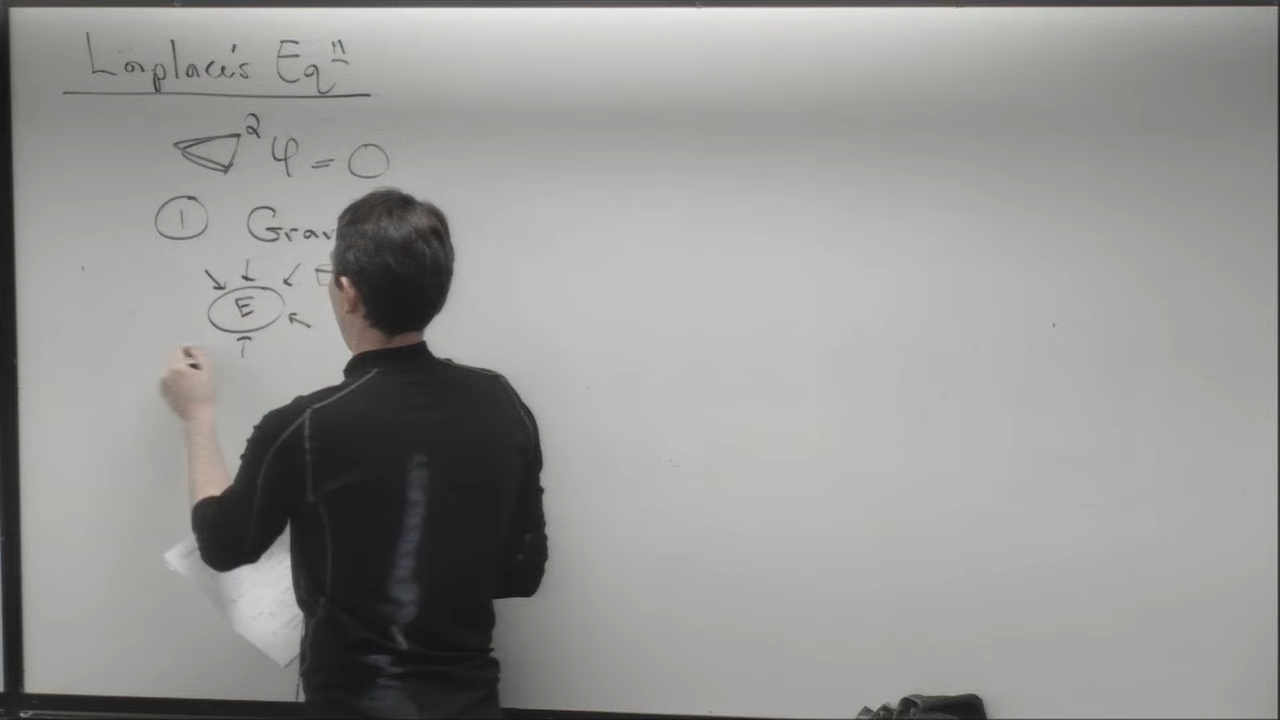 Laplace's Eqⁿ
∇²φ = 0
① Grav
E